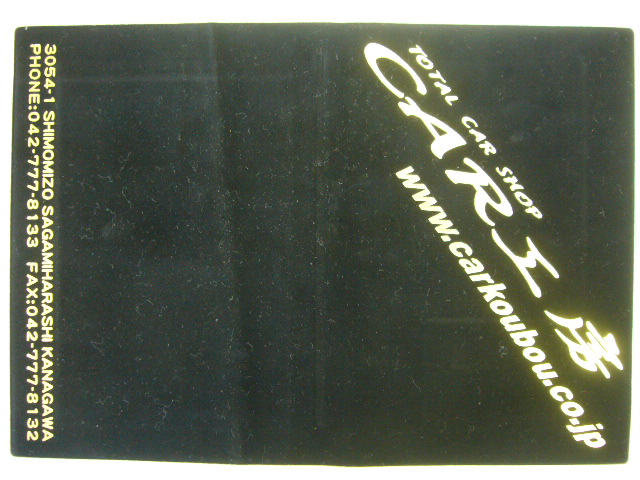 TOTAL CAR SHOP
CAR工房
www.carkoubou.co.jp
3054-1 SHIMOMIZO SAGAMIHARASHI KANAGAWA
PHONE:042-777-8133 FAX:042-777-8132